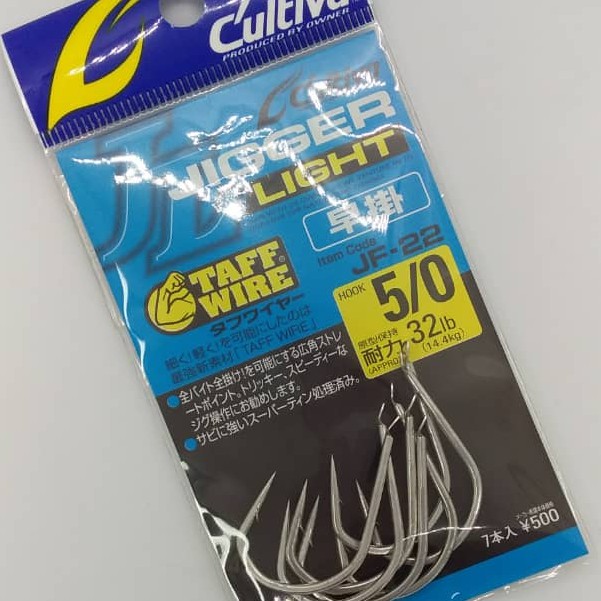 Cultiva
PRODUCED BY OWNER
JL
Cultiva
JIGGER
LIGHT
早掛
Item Code
JF-22
TAFF®
WIRE
タフワイヤー
細く!軽く!を可能にしたのは
最強新素材「TAFF WIRE」
HOOK
5/0
耐力
32lb.
(APPROX)
(14.4kg)
●全バイト全掛け!を可能にする広角ストレ
ートポイント。トリッキー、スピーディーな
ジグ操作にお勧めします。
●サビに強いスーパーティン処理済み。
7本入 ¥500